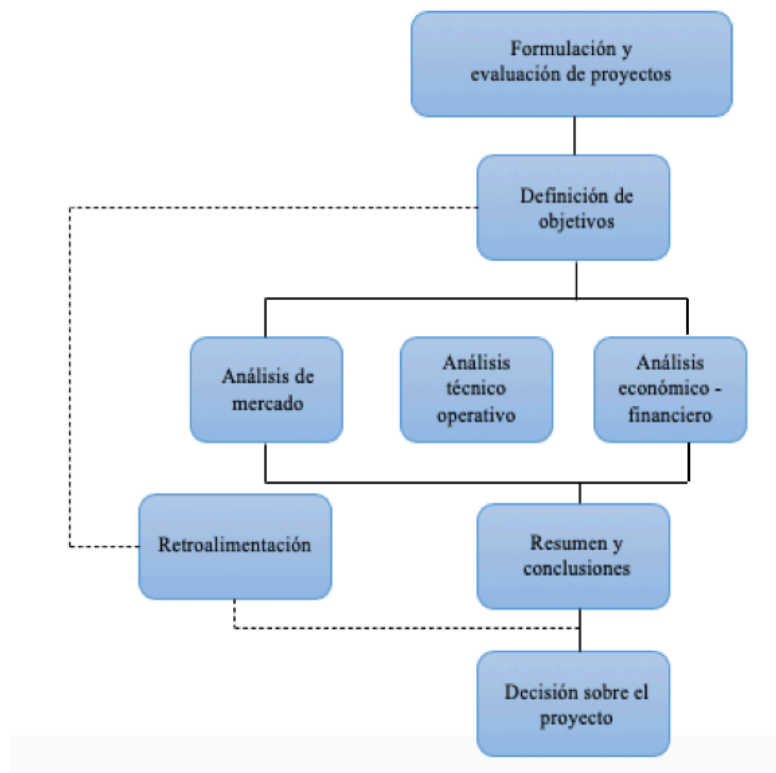 Formulación y
evaluación de proyectos
Definición de
objetivos
Análisis de
mercado
Análisis
técnico
operativo
Análisis
económico -
financiero
Retroalimentación
Resumen y
conclusiones
Decisión sobre el
proyecto